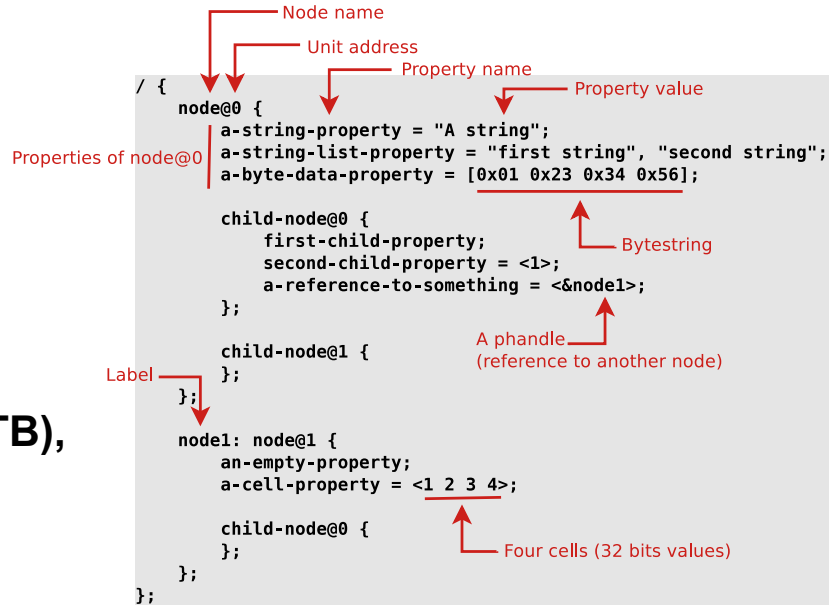 Node name
Unit address
Property name
/ {
Property value
node@0 {
a-string-property = "A string";
Properties of node@0
a-string-list-property = "first string", "second string";
a-byte-data-property = [0x01 0x23 0x34 0x56];
child-node@0 {
first-child-property;
Bytestring
second-child-property = <1>;
a-reference-to-something = <&node1>;
};
A phandle
(reference to another node)
child-node@1 {
Label
};
};
TB),
node1: node@1 {
an-empty-property;
a-cell-property = <1 2 3 4>;
child-node@0 {
};
Four cells (32 bits values)
};
};